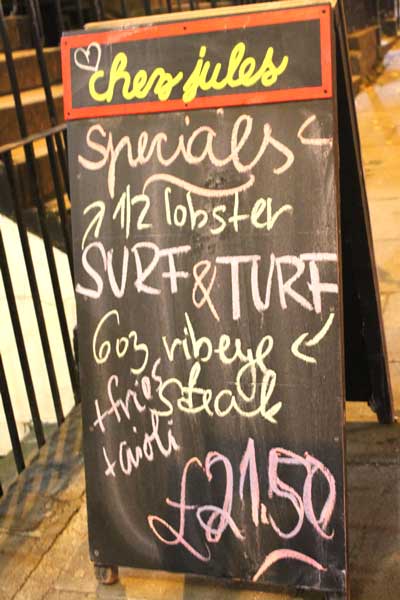 chez jules
Specials
1/2 lobster
SURF & TURF
6oz ribeye
+fries steak
+aioli
£21.50